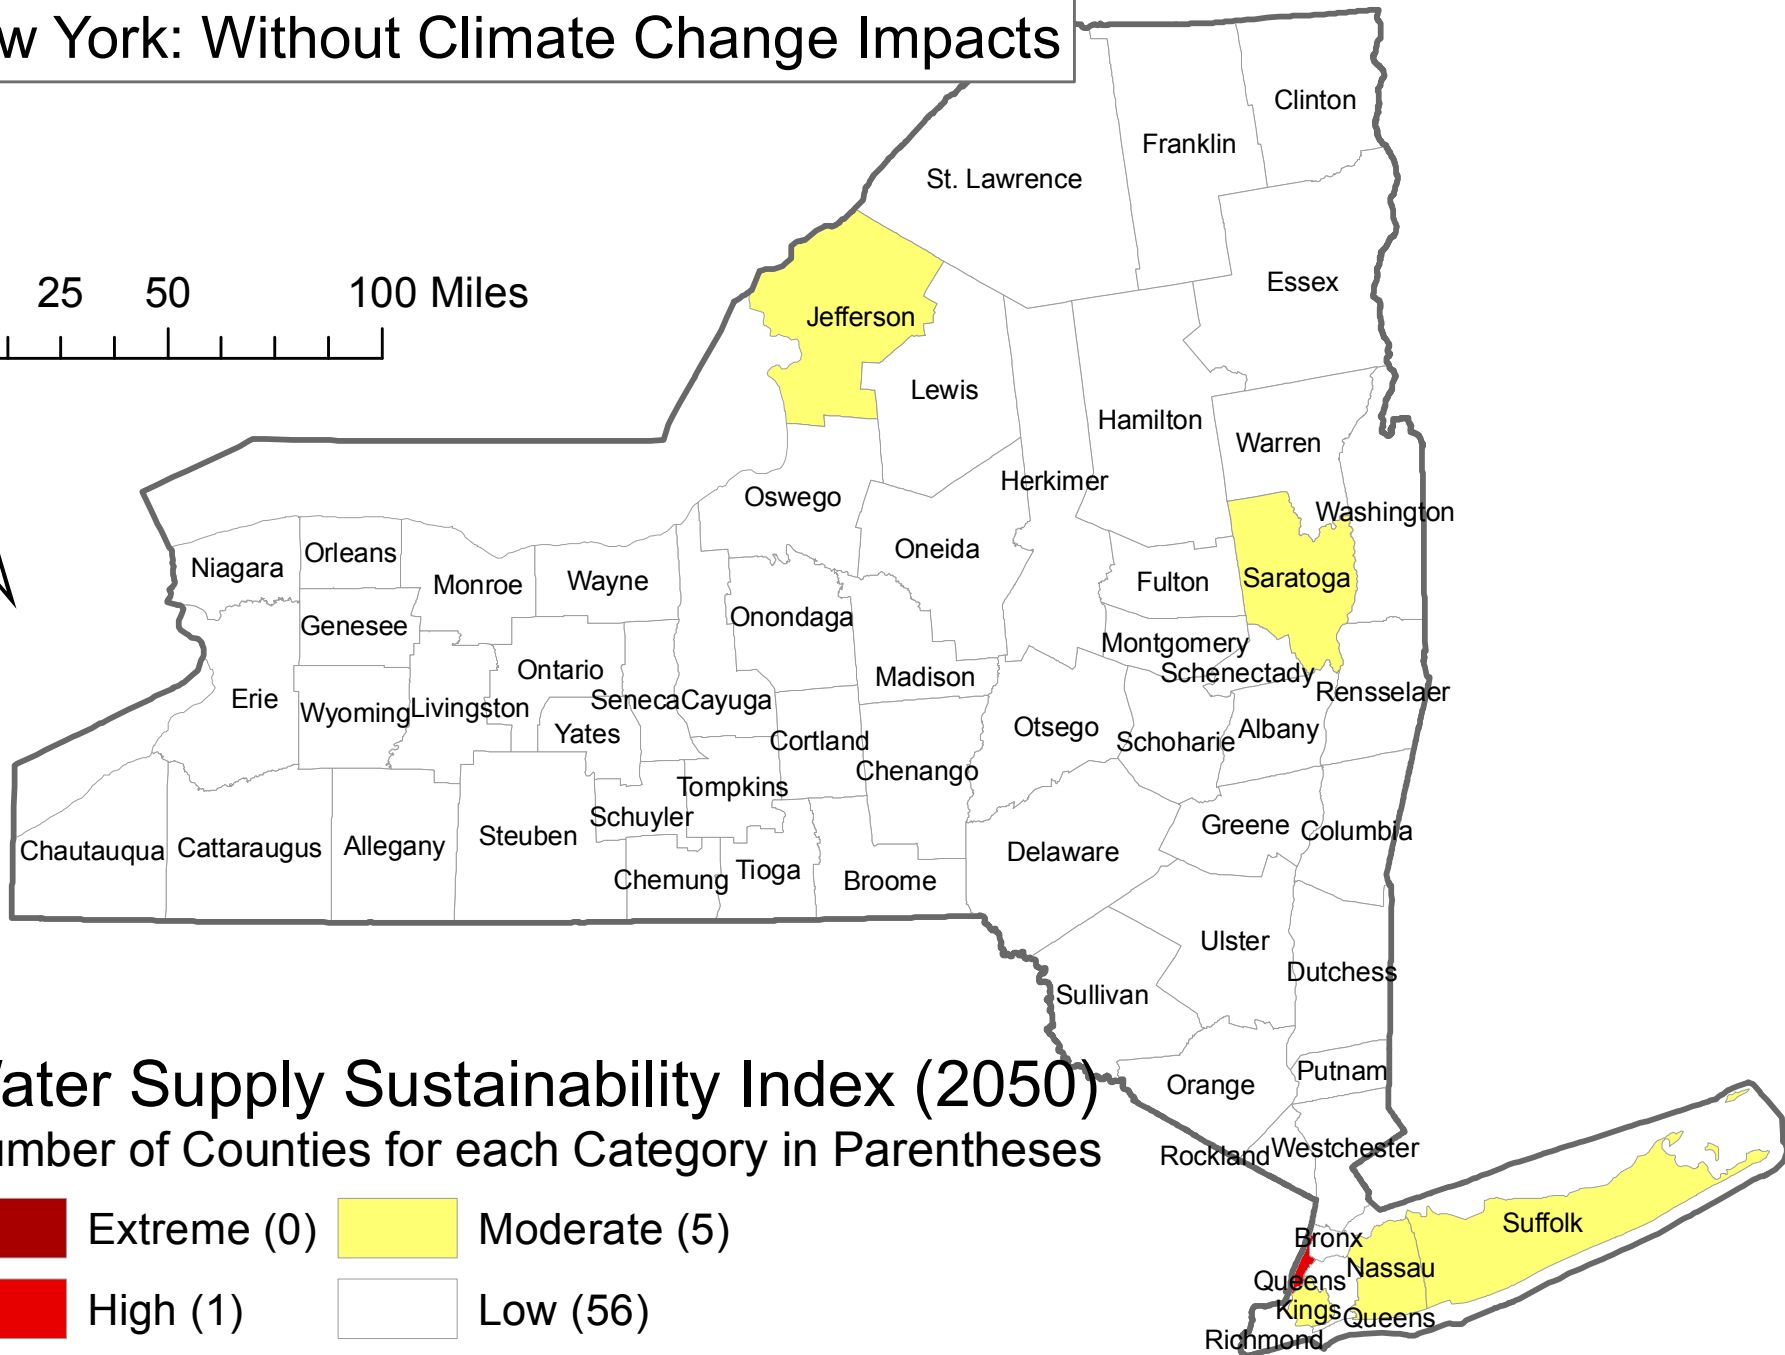 w York: Without Climate Change Impacts
Clinton
Franklin
St. Lawrence
Essex
25 50 100 Miles
Jefferson
Lewis
Hamilton
Warren
Herkimer
Oswego
Washington
Oneida
Orleans
Niagara
Monroe
Wayne
Fulton
Saratoga
Onondaga
Genesee
Montgomery
Ontario
Madison
Schenectady
Rensselaer
Erie
Wyoming
Livingston
Seneca
Cayuga
Yates
Otsego
Albany
Cortland
Schoharie
Chenango
Tompkins
Schuyler
Steuben
Greene
Columbia
Chautauqua
Cattaraugus
Allegany
Delaware
Chemung
Tioga
Broome
Ulster
Dutchess
Sullivan
Putnam
Orange
Rockland
Westchester
Suffolk
Bronx
Nassau
Queens
Kings
Queens
Richmond
ater Supply Sustainability Index (2050)
umber of Counties for each Category in Parentheses
Extreme (0)
Moderate (5)
High (1)
Low (56)